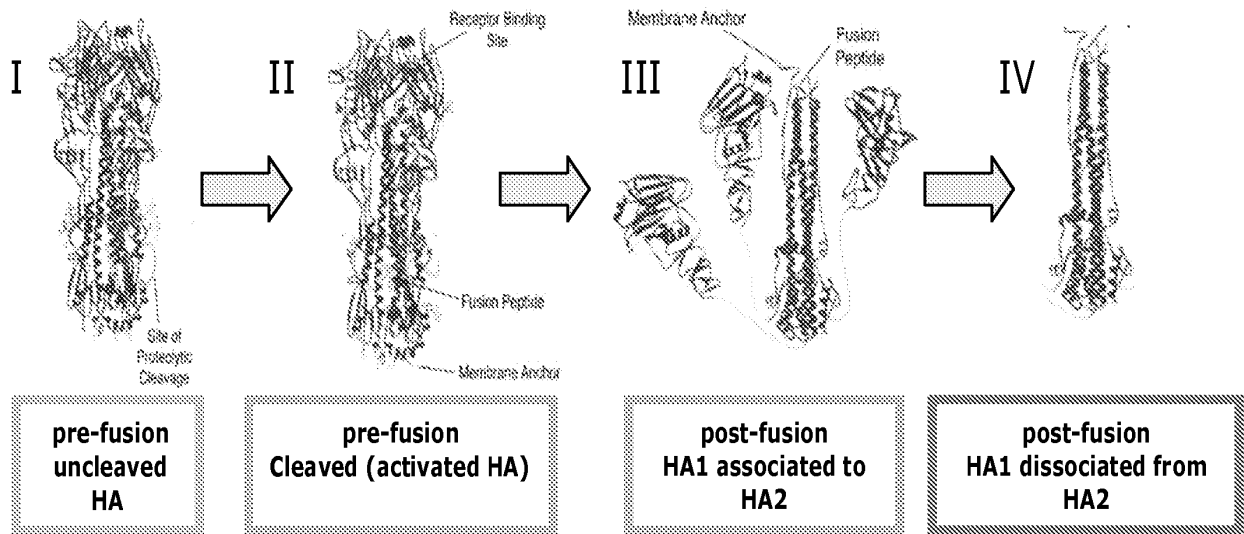 I
II
Receptor Binding
Site
III
Membrane Anchor
Fusion
Peptide
IV
Site of
Proteolytic
Cleavage
Fusion Peptide
Membrane Anchor
pre-fusion
uncleaved
HA
pre-fusion
Cleaved (activated HA)
post-fusion
HA1 associated to
HA2
post-fusion
HA1 dissociated from
HA2